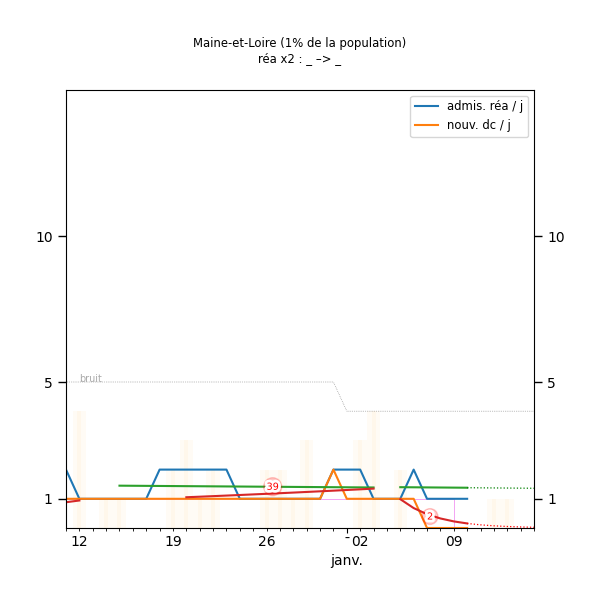 Maine-et-Loire (1% de la population)
réa x2 : _ –> _
admis. réa / j
nouv. dc / j
10
10
bruit
5
5
39
2
1
1
12
19
26
02
09
janv.